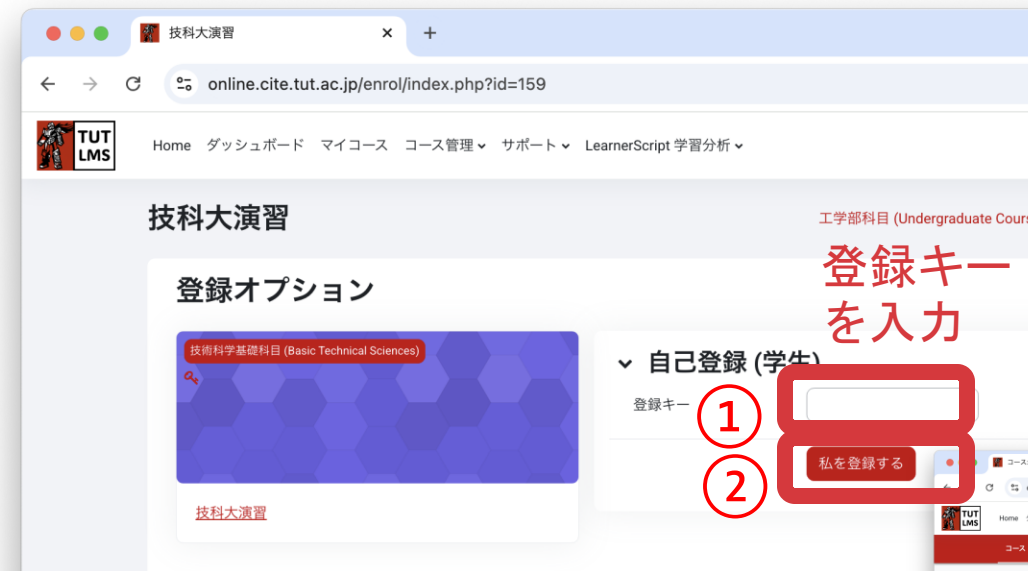 技科大演習
online.cite.tut.ac.jp/enrol/index.php?id=159
TUT
LMS
Home ダッシュボード マイコース コース管理 サポート LearnerScript 学習分析
技科大演習
工学部科目 (Undergraduate
登録キー
を入力
登録オプション
技術科学基礎科目 (Basic Technical Sciences)
自己登録 (学生)
登録キー
①
私を登録する
②
技科大演習
TUT
LMS
Home
コース